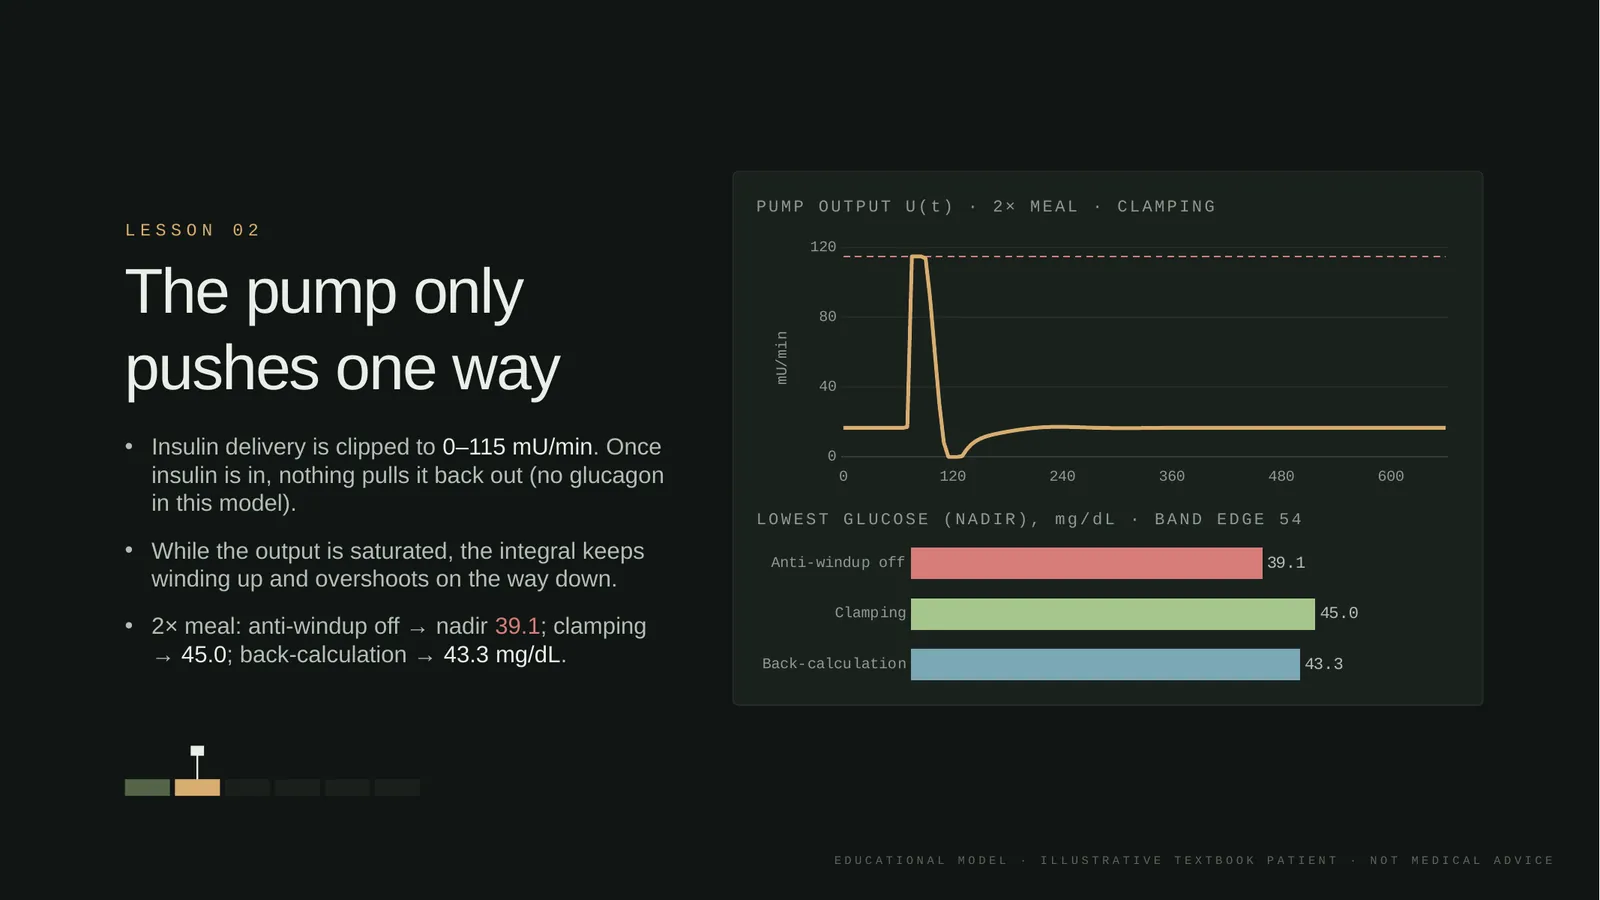 LESSON 02
The pump only
pushes one way
• Insulin delivery is clipped to 0–115 mU/min. Once
insulin is in, nothing pulls it back out (no glucagon
in this model).
• While the output is saturated, the integral keeps
winding up and overshoots on the way down.
• 2× meal: anti-windup off → nadir 39.1; clamping
→ 45.0; back-calculation → 43.3 mg/dL.
PUMP OUTPUT U(t) · 2× MEAL · CLAMPING
120
80
40
0
mU/min
0 120 240 360 480 600
LOWEST GLUCOSE (NADIR), mg/dL · BAND EDGE 54
Anti-windup off 39.1
Clamping 45.0
Back-calculation 43.3
EDUCATIONAL MODEL · ILLUSTRATIVE TEXTBOOK PATIENT · NOT MEDICAL ADVICE